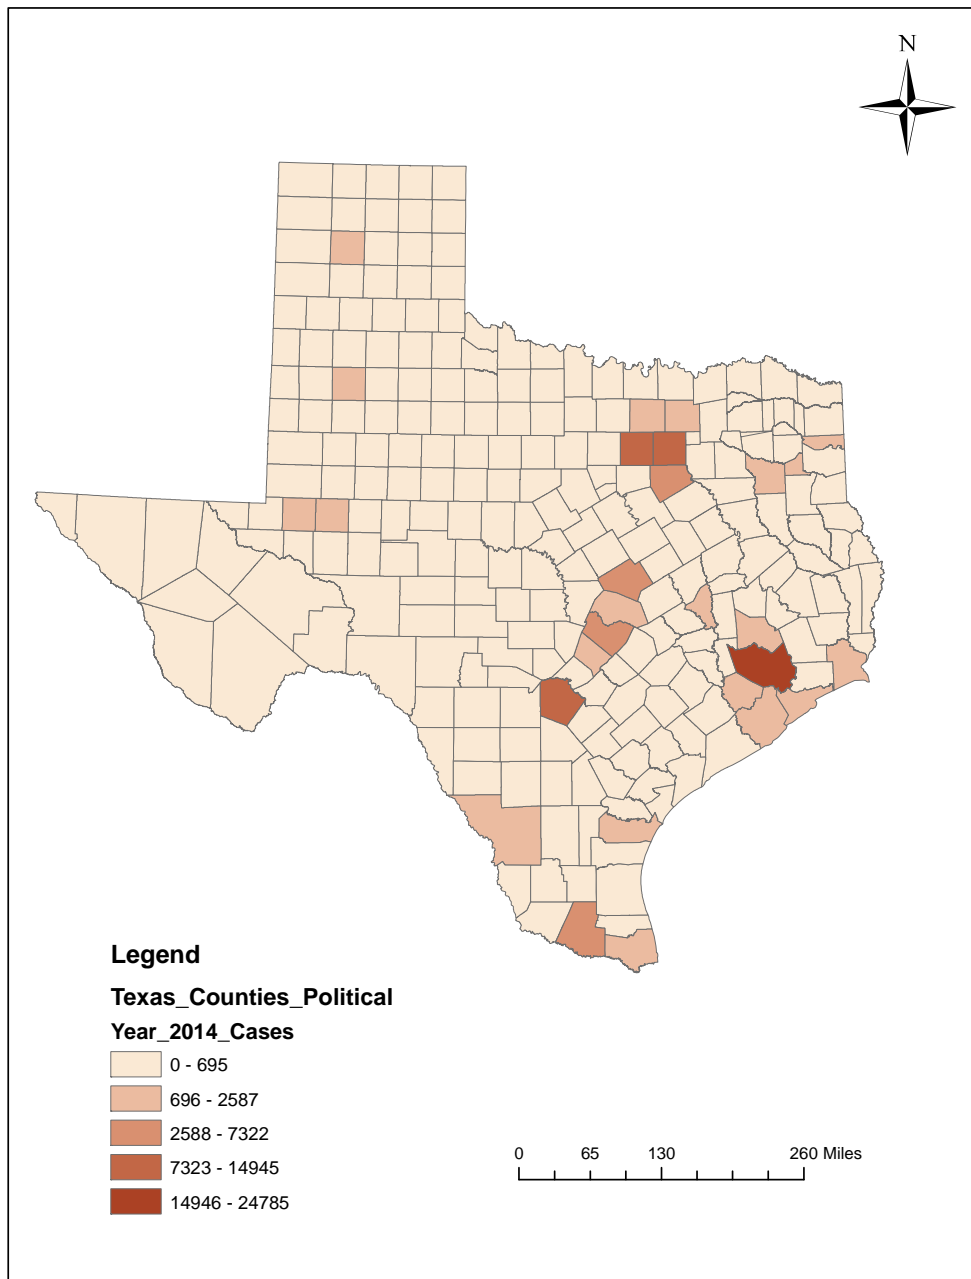 N
Legend
Texas_Counties_Political
Year_2014_Cases
0 - 695
696 - 2587
2588 - 7322
7323 - 14945
14946 - 24785
0 65 130 260 Miles